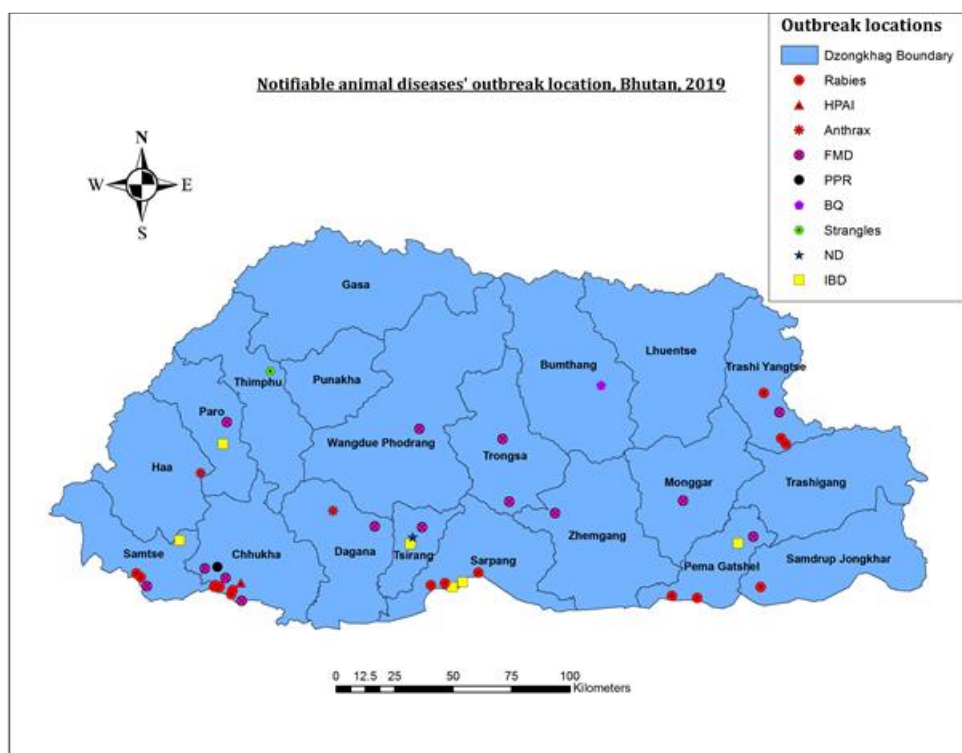 Outbreak locations
Dzongkhag Boundary
Rabies
HPAI
Anthrax
FMD
PPR
BQ
Strangles
ND
IBD
Notifiable animal diseases' outbreak location, Bhutan, 2019
N
W E
S
Gasa
Lhuentse
Bumthang
Trashi Yangtse
Thimphu
Punakha
Paro
Wangdue Phodrang
Trongsa
Haa
Monggar
Trashigang
Zhemgang
Samtse
Chhukha
Dagana
Tsirang
Sarpang
Pema Gatshel
Samdrup Jongkhar
0 12.5 25 50 75 100
Kilometers